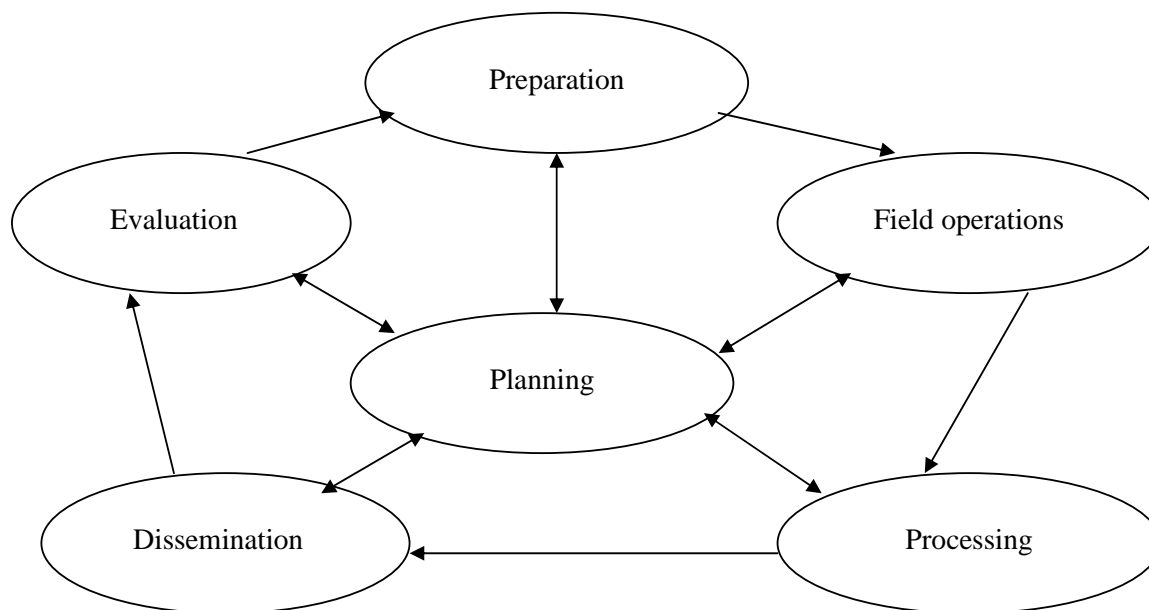 Preparation
Evaluation
Field operations
Planning
Dissemination
Processing